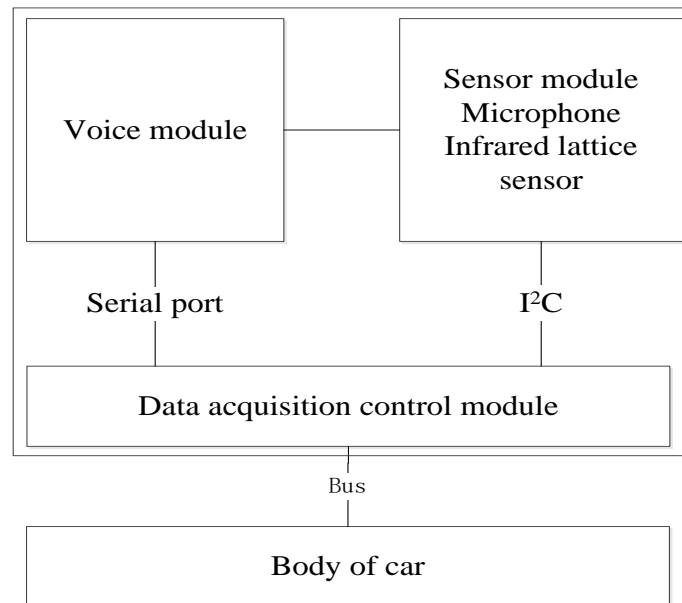 Voice module
Sensor module
Microphone
Infrared lattice
sensor
Serial port
I²C
Data acquisition control module
Bus
Body of car